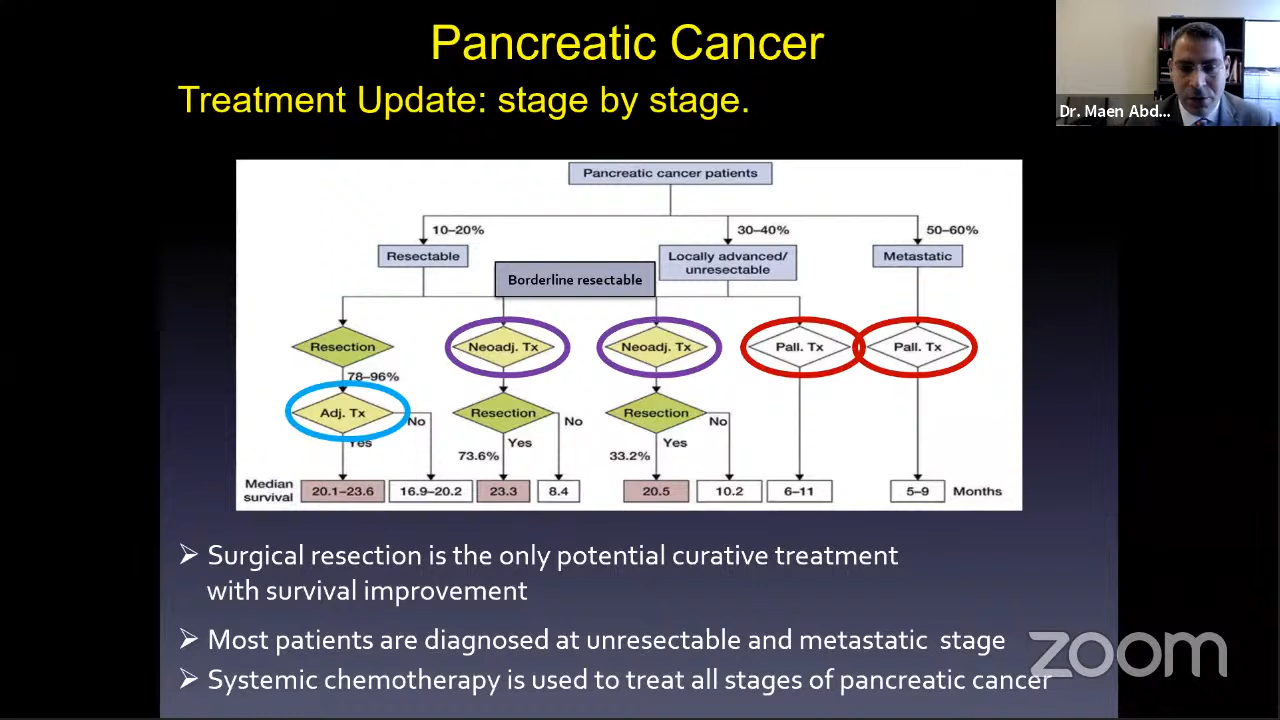 Pancreatic Cancer
Treatment Update: stage by stage.
Dr. Maen Abd...
Pancreatic cancer patients
10–20%
30–40%
50–60%
Resectable
Locally advanced/
unresectable
Metastatic
Borderline resectable
Resection
Neoadj. Tx
Neoadj. Tx
Pall. Tx
Pall. Tx
78–96%
Adj. Tx
No
Resection
No
Resection
No
Yes
Yes
Yes
73.6%
33.2%
Median
survival
20.1–23.6
16.9–20.2
23.3
8.4
20.5
10.2
6–11
5–9
Months
➢ Surgical resection is the only potential curative treatment
with survival improvement
➢ Most patients are diagnosed at unresectable and metastatic stage
➢ Systemic chemotherapy is used to treat all stages of pancreatic cancer
zoom